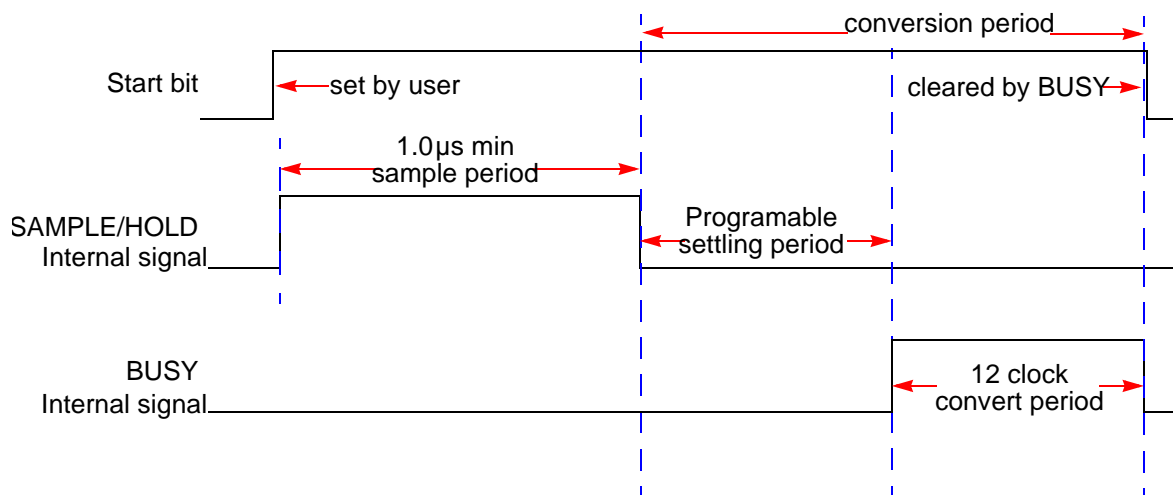 conversion period
Start bit
set by user
cleared by BUSY
1.0µs min
sample period
SAMPLE/HOLD
Internal signal
Programable
settling period
BUSY
Internal signal
12 clock
convert period